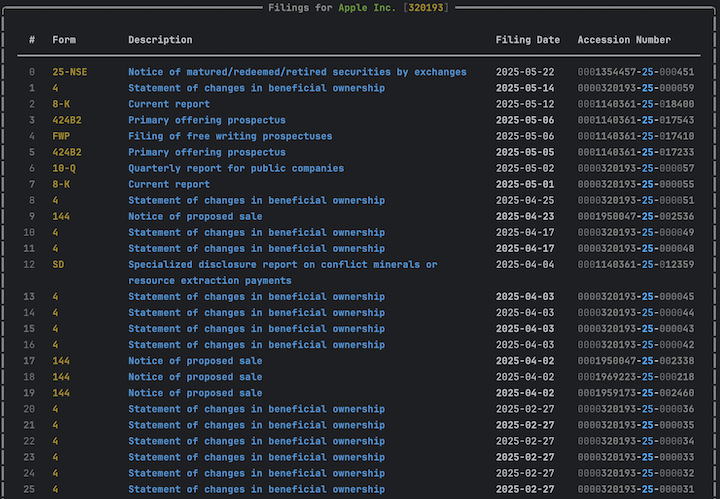 Filings for Apple Inc. [320193]
# Form Description Filing Date Accession Number
0 25-NSE Notice of matured/redeemed/retired securities by exchanges 2025-05-22 0001354457-25-000451
1 4 Statement of changes in beneficial ownership 2025-05-14 0000320193-25-000059
2 8-K Current report 2025-05-12 0001140361-25-018400
3 424B2 Primary offering prospectus 2025-05-06 0001140361-25-017543
4 FWP Filing of free writing prospectuses 2025-05-06 0001140361-25-017410
5 424B2 Primary offering prospectus 2025-05-05 0001140361-25-017233
6 10-Q Quarterly report for public companies 2025-05-02 0000320193-25-000057
7 8-K Current report 2025-05-01 0000320193-25-000055
8 4 Statement of changes in beneficial ownership 2025-04-25 0000320193-25-000051
9 144 Notice of proposed sale 2025-04-23 0001950047-25-002536
10 4 Statement of changes in beneficial ownership 2025-04-17 0000320193-25-000049
11 4 Statement of changes in beneficial ownership 2025-04-17 0000320193-25-000048
12 SD Specialized disclosure report on conflict minerals or 2025-04-04 0001140361-25-012359
resource extraction payments
13 4 Statement of changes in beneficial ownership 2025-04-03 0000320193-25-000045
14 4 Statement of changes in beneficial ownership 2025-04-03 0000320193-25-000044
15 4 Statement of changes in beneficial ownership 2025-04-03 0000320193-25-000043
16 4 Statement of changes in beneficial ownership 2025-04-03 0000320193-25-000042
17 144 Notice of proposed sale 2025-04-02 0001950047-25-002338
18 144 Notice of proposed sale 2025-04-02 0001969223-25-000218
19 144 Notice of proposed sale 2025-04-02 0001959173-25-002460
20 4 Statement of changes in beneficial ownership 2025-02-27 0000320193-25-000036
21 4 Statement of changes in beneficial ownership 2025-02-27 0000320193-25-000035
22 4 Statement of changes in beneficial ownership 2025-02-27 0000320193-25-000034
23 4 Statement of changes in beneficial ownership 2025-02-27 0000320193-25-000033
24 4 Statement of changes in beneficial ownership 2025-02-27 0000320193-25-000032
25 4 Statement of changes in beneficial ownership 2025-02-27 0000320193-25-000031